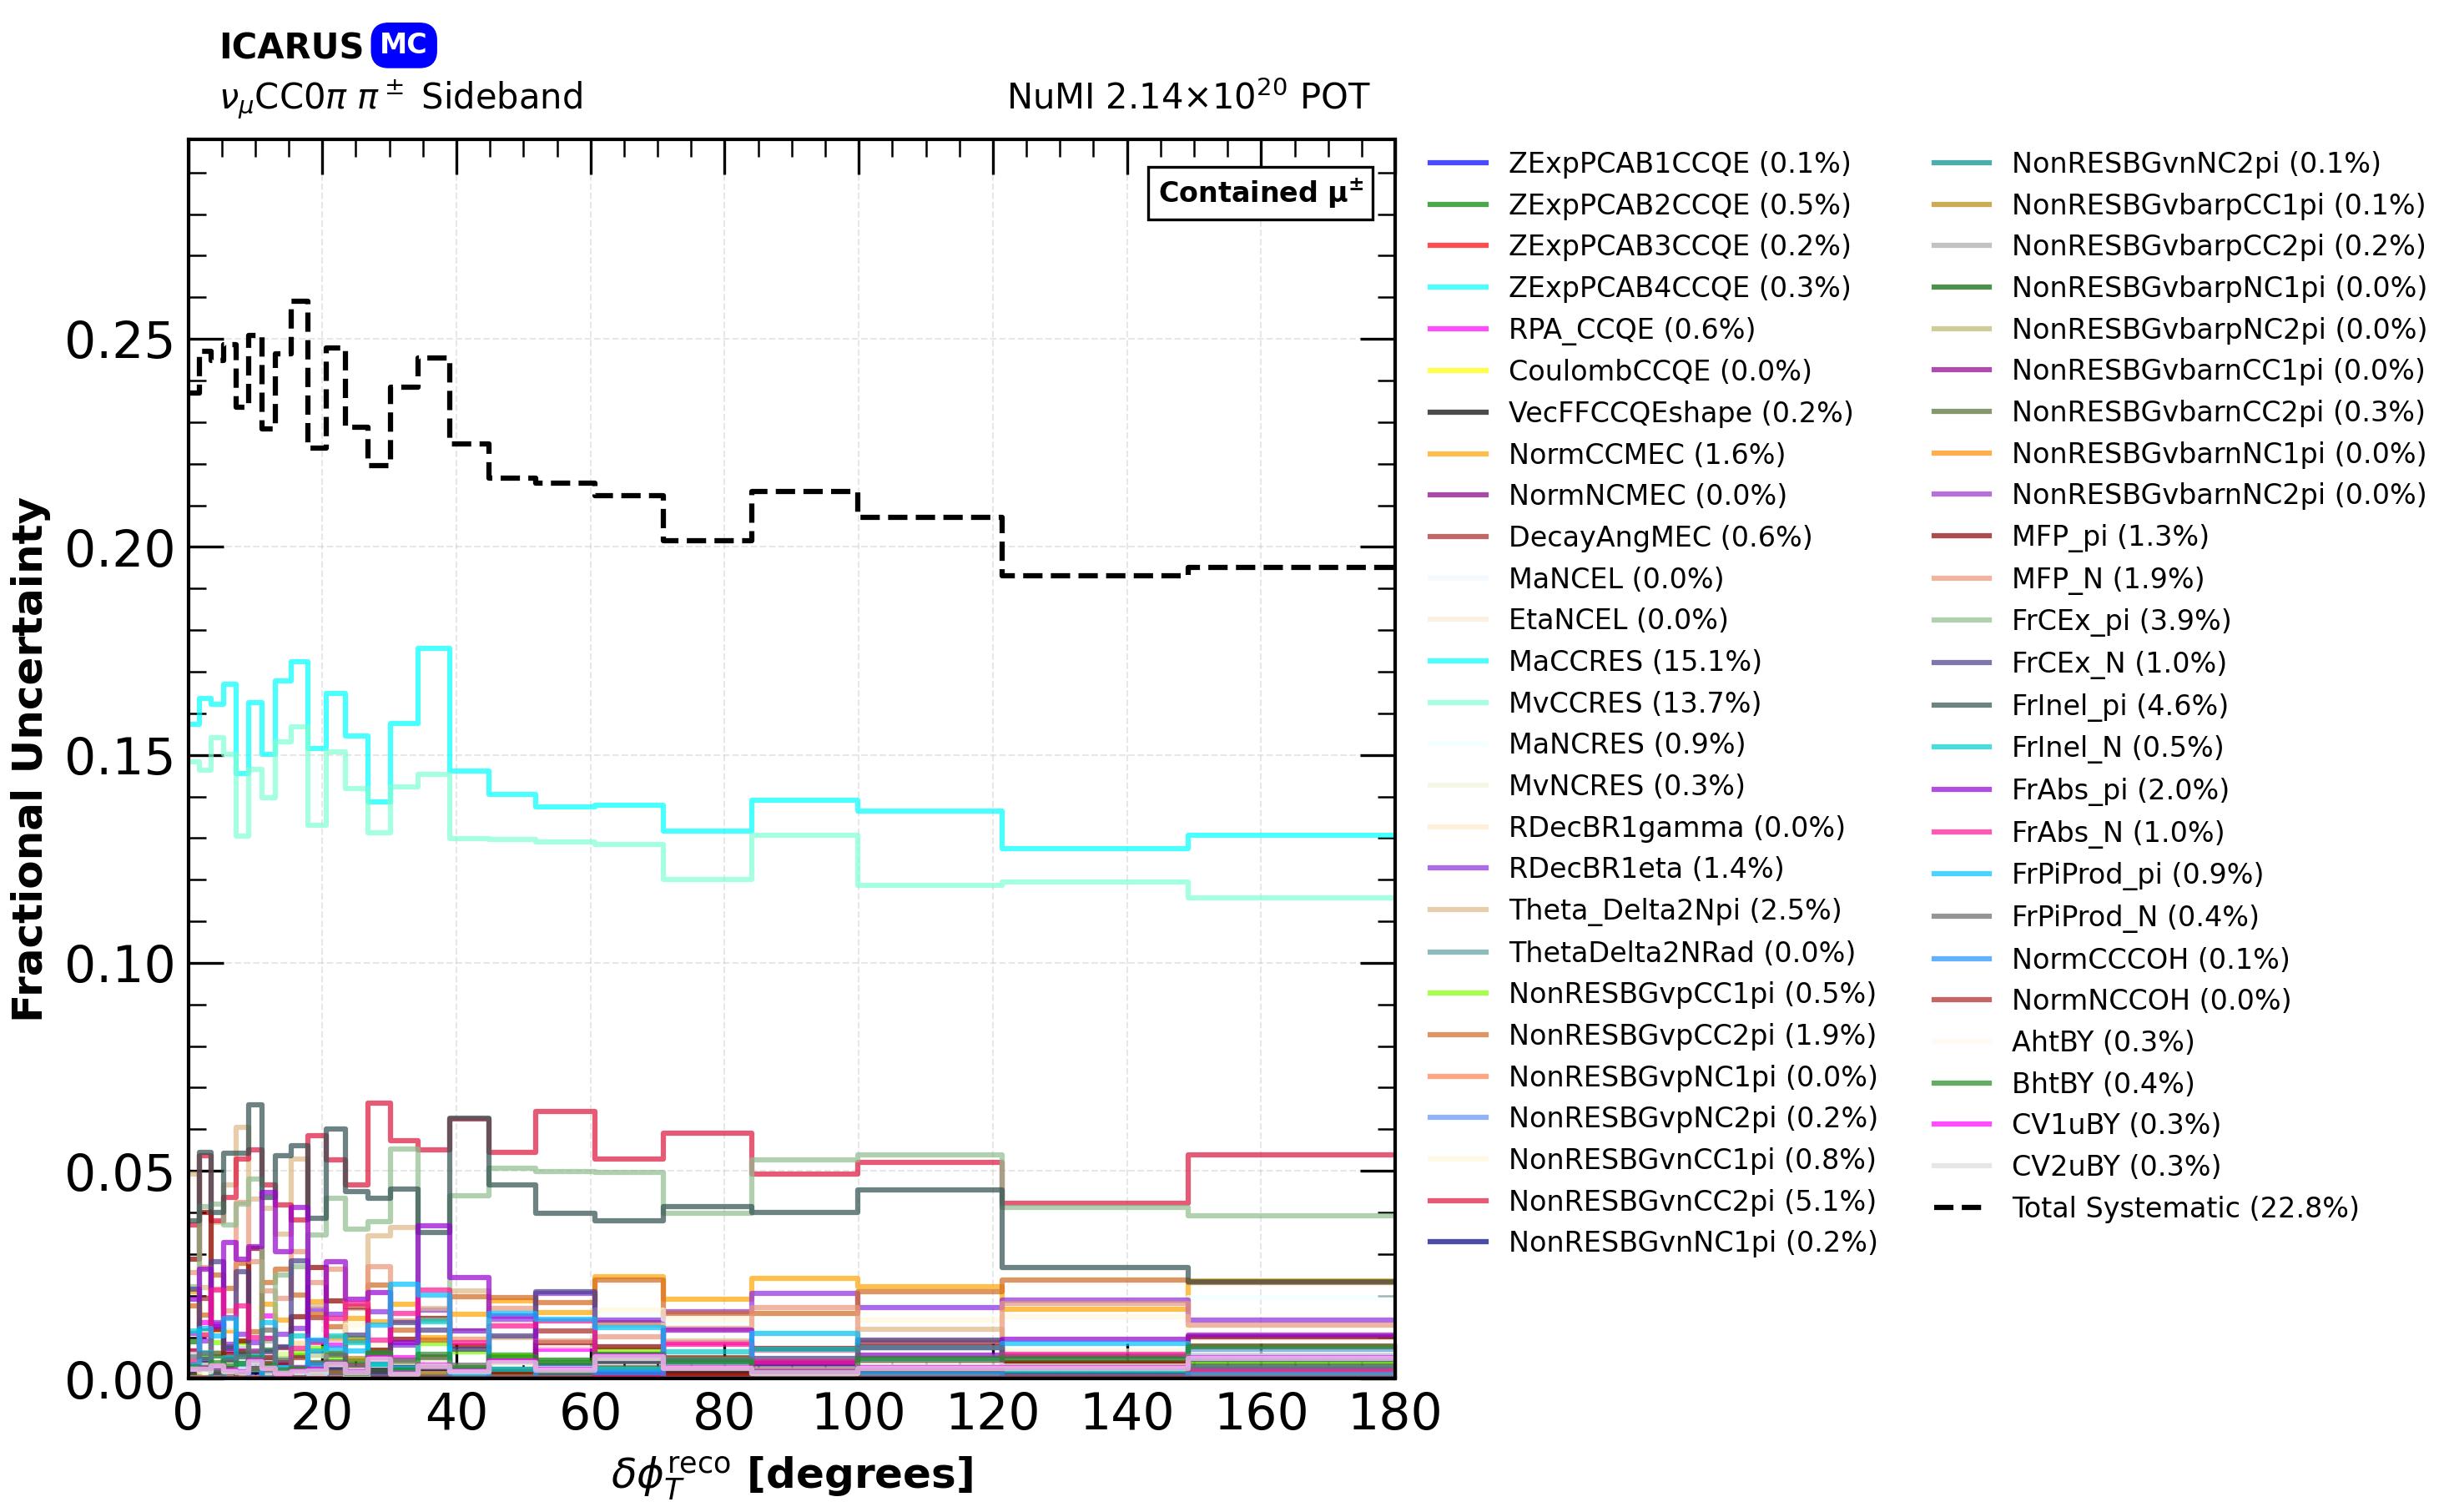 ICARUS MC
νμCC0π π± Sideband
NuMI 2.14×10²⁰ POT
Contained μ±
Fractional Uncertainty
0.25
0.20
0.15
0.10
0.05
0.00
0 20 40 60 80 100 120 140 160 180
δϕ_T^reco [degrees]
ZExpPCAB1CCQE (0.1%)
ZExpPCAB2CCQE (0.5%)
ZExpPCAB3CCQE (0.2%)
ZExpPCAB4CCQE (0.3%)
RPA_CCQE (0.6%)
CoulombCCQE (0.0%)
VecFFCCQEshape (0.2%)
NormCCMEC (1.6%)
NormNCMEC (0.0%)
DecayAngMEC (0.6%)
MaNCEL (0.0%)
EtaNCEL (0.0%)
MaCCRES (15.1%)
MvCCRES (13.7%)
MaNCRES (0.9%)
MvNCRES (0.3%)
RDecBR1gamma (0.0%)
RDecBR1eta (1.4%)
Theta_Delta2Npi (2.5%)
ThetaDelta2NRad (0.0%)
NonRESBGvpCC1pi (0.5%)
NonRESBGvpCC2pi (1.9%)
NonRESBGvpNC1pi (0.0%)
NonRESBGvpNC2pi (0.2%)
NonRESBGvnCC1pi (0.8%)
NonRESBGvnCC2pi (5.1%)
NonRESBGvnNC1pi (0.2%)
NonRESBGvnNC2pi (0.1%)
NonRESBGvbarpCC1pi (0.1%)
NonRESBGvbarpCC2pi (0.2%)
NonRESBGvbarpNC1pi (0.0%)
NonRESBGvbarpNC2pi (0.0%)
NonRESBGvbarnCC1pi (0.0%)
NonRESBGvbarnCC2pi (0.3%)
NonRESBGvbarnNC1pi (0.0%)
NonRESBGvbarnNC2pi (0.0%)
MFP_pi (1.3%)
MFP_N (1.9%)
FrCEx_pi (3.9%)
FrCEx_N (1.0%)
FrInel_pi (4.6%)
FrInel_N (0.5%)
FrAbs_pi (2.0%)
FrAbs_N (1.0%)
FrPiProd_pi (0.9%)
FrPiProd_N (0.4%)
NormCCCOH (0.1%)
NormNCCOH (0.0%)
AhtBY (0.3%)
BhtBY (0.4%)
CV1uBY (0.3%)
CV2uBY (0.3%)
Total Systematic (22.8%)